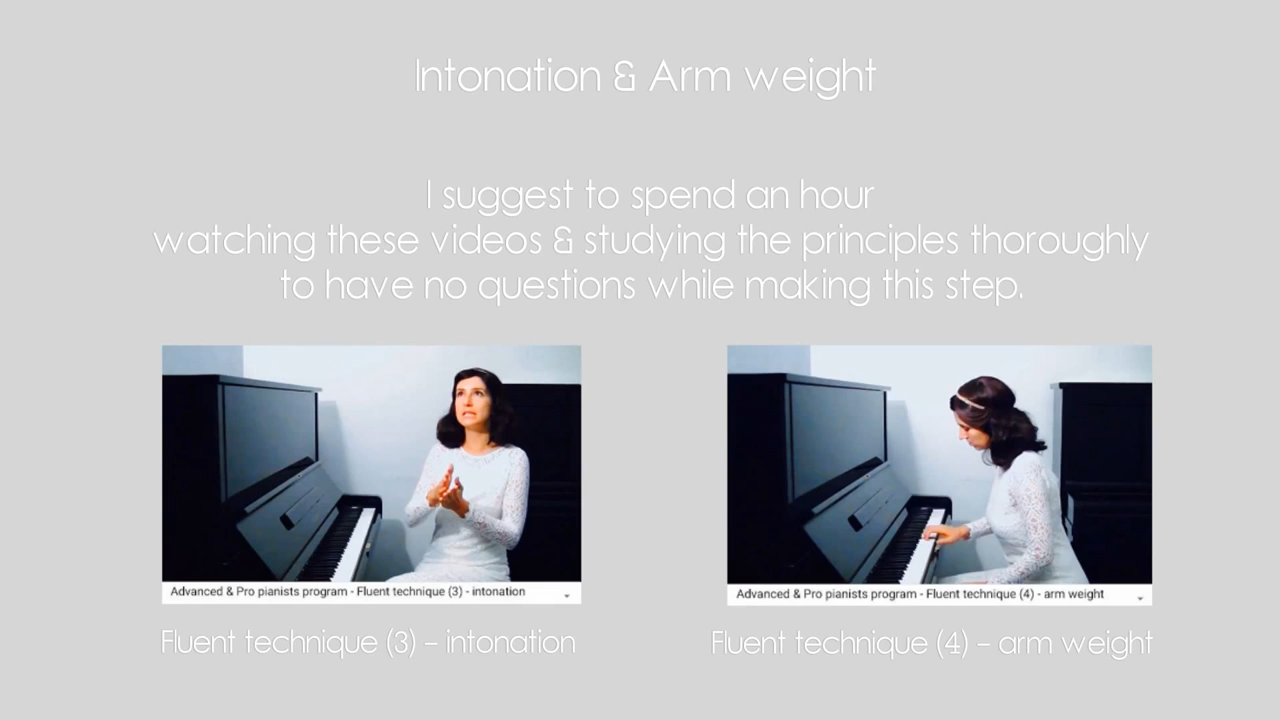 Intonation & Arm weight
I suggest to spend an hour
watching these videos & studying the principles thoroughly
to have no questions while making this step.
Advanced & Pro pianists program - Fluent technique (3) - intonation
Advanced & Pro pianists program - Fluent technique (4) - arm weight
Fluent technique (3) – intonation
Fluent technique (4) – arm weight